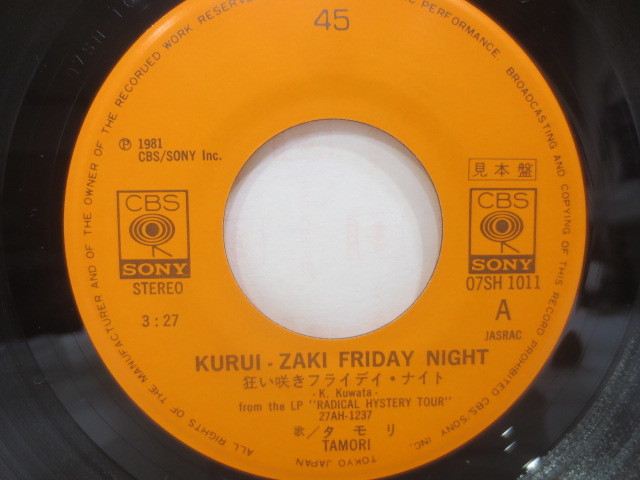 45
ALL RIGHTS OF THE MANUFACTURER AND OF THE OWNER OF THE RECORDED WORK RESERVED
PERFORMANCE, BROADCASTING AND COPYING OF THIS RECORD PROHIBITED CBS/SONY INC. TOKYO JAPAN
Ⓟ 1981
CBS/SONY Inc.
見本盤
CBS
SONY
STEREO
3:27
CBS
SONY
07SH 1011
A
JASRAC
KURUI - ZAKI FRIDAY NIGHT
狂い咲きフライデイ・ナイト
- K. Kuwata -
from the LP "RADICAL HYSTERY TOUR"
27AH-1237
歌/タモリ
TAMORI